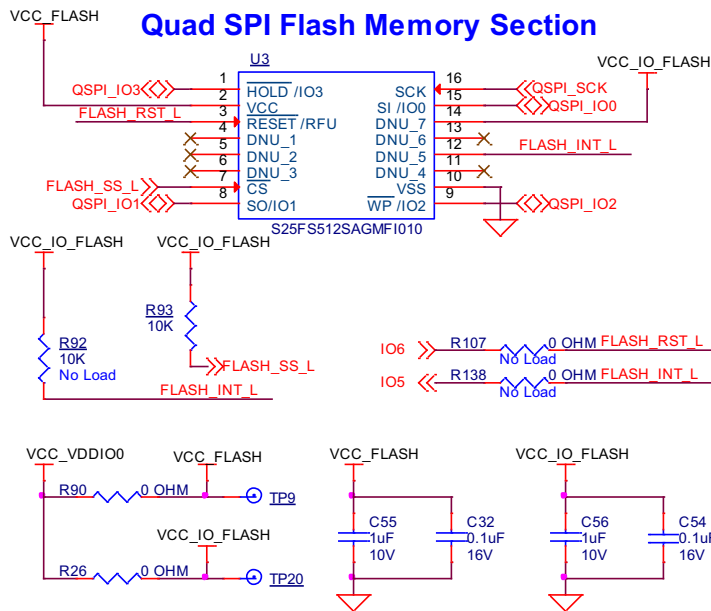 Quad SPI Flash Memory Section
VCC_FLASH
U3
VCC_IO_FLASH
QSPI_IO3 1 HOLD /IO3 SCK 16 QSPI_SCK
2 VCC SI /IO0 15 QSPI_IO0
FLASH_RST_L 3 RESET /RFU DNU_7 14
4 DNU_1 DNU_6 13
5 DNU_2 DNU_5 12 FLASH_INT_L
6 DNU_3 DNU_4 11
FLASH_SS_L 7 CS VSS 10
QSPI_IO1 8 SO/IO1 WP /IO2 9 QSPI_IO2
S25FS512SAGMFI010
VCC_IO_FLASH VCC_IO_FLASH
R93
10K
R92
10K
No Load
FLASH_SS_L
FLASH_INT_L
IO6 R107 0 OHM FLASH_RST_L
No Load
IO5 R138 0 OHM FLASH_INT_L
No Load
VCC_VDDIO0 VCC_FLASH VCC_FLASH VCC_IO_FLASH
R90 0 OHM TP9
VCC_IO_FLASH
R26 0 OHM TP20
C55
1uF
10V
C32
0.1uF
16V
C56
1uF
10V
C54
0.1uF
16V